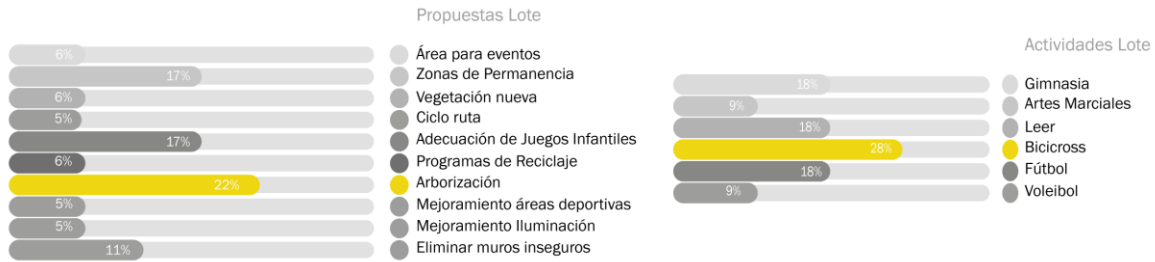 Propuestas Lote
6% Área para eventos
17% Zonas de Permanencia
6% Vegetación nueva
5% Ciclo ruta
17% Adecuación de Juegos Infantiles
6% Programas de Reciclaje
22% Arborización
5% Mejoramiento áreas deportivas
5% Mejoramiento Iluminación
11% Eliminar muros inseguros
Actividades Lote
18% Gimnasia
9% Artes Marciales
18% Leer
28% Bicicross
18% Fútbol
9% Voleibol